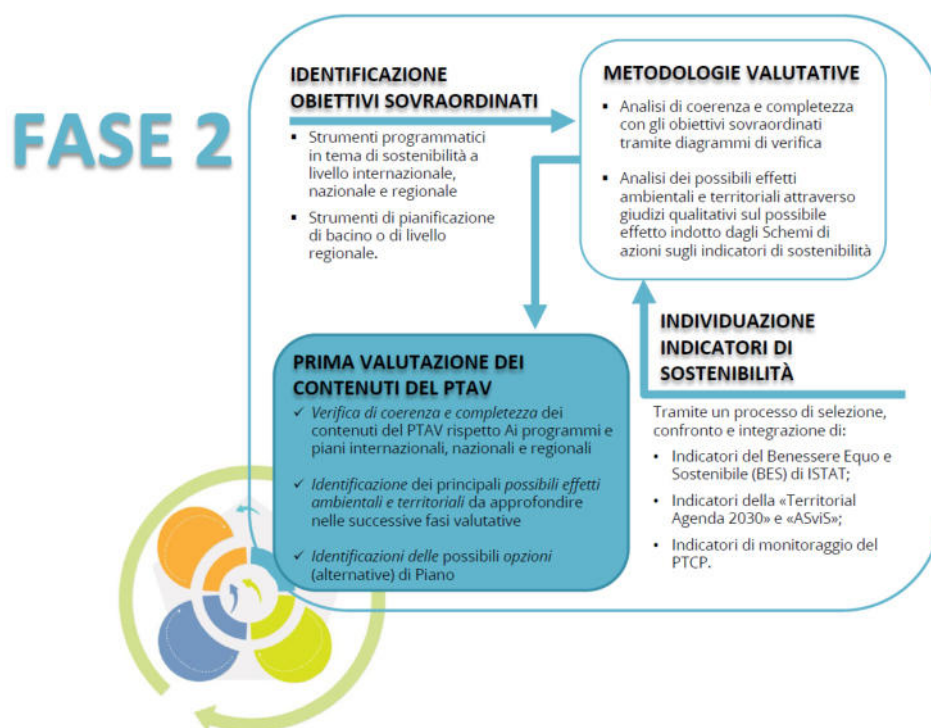 FASE 2
IDENTIFICAZIONE
OBIETTIVI SOVRAORDINATI
▪ Strumenti programmatici
in tema di sostenibilità a
livello internazionale,
nazionale e regionale
▪ Strumenti di pianificazione
di bacino o di livello
regionale.
METODOLOGIE VALUTATIVE
▪ Analisi di coerenza e completezza
con gli obiettivi sovraordinati
tramite diagrammi di verifica
▪ Analisi dei possibili effetti
ambientali e territoriali attraverso
giudizi qualitativi sul possibile
effetto indotto dagli Schemi di
azioni sugli indicatori di sostenibilità
INDIVIDUAZIONE
INDICATORI DI
SOSTENIBILITÀ
Tramite un processo di selezione,
confronto e integrazione di:
• Indicatori del Benessere Equo e
Sostenibile (BES) di ISTAT;
• Indicatori della «Territorial
Agenda 2030» e «ASviS»;
• Indicatori di monitoraggio del
PTCP.
PRIMA VALUTAZIONE DEI
CONTENUTI DEL PTAV
✓ Verifica di coerenza e completezza dei
contenuti del PTAV rispetto Ai programmi e
piani internazionali, nazionali e regionali
✓ Identificazione dei principali possibili effetti
ambientali e territoriali da approfondire
nelle successive fasi valutative
✓ Identificazioni delle possibili opzioni
(alternative) di Piano